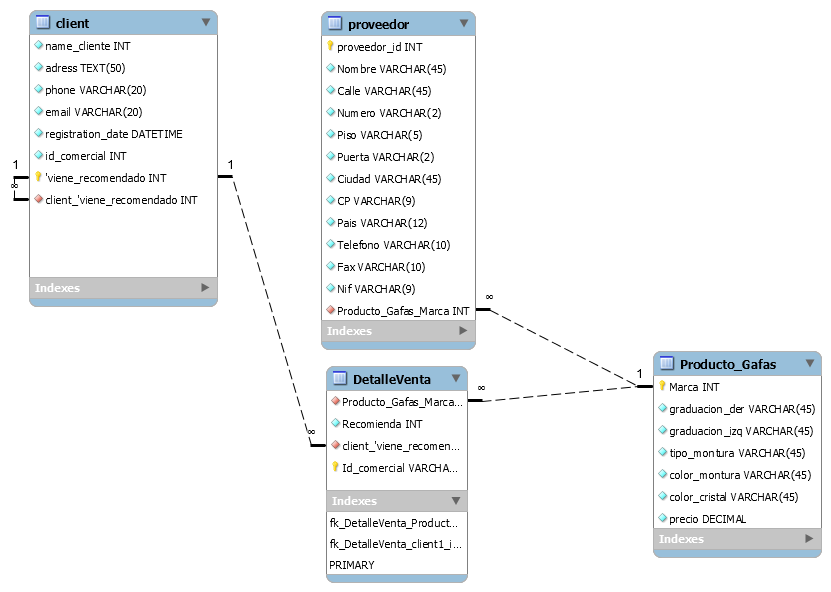 client
name_cliente INT
adress TEXT(50)
phone VARCHAR(20)
email VARCHAR(20)
registration_date DATETIME
id_comercial INT
'viene_recomendado INT
client_'viene_recomendado INT
Indexes
1
∞
1
∞
proveedor
proveedor_id INT
Nombre VARCHAR(45)
Calle VARCHAR(45)
Numero VARCHAR(2)
Piso VARCHAR(5)
Puerta VARCHAR(2)
Ciudad VARCHAR(45)
CP VARCHAR(9)
Pais VARCHAR(12)
Telefono VARCHAR(10)
Fax VARCHAR(10)
Nif VARCHAR(9)
Producto_Gafas_Marca INT
Indexes
∞
1
∞
DetalleVenta
Producto_Gafas_Marca...
Recomienda INT
client_'viene_recomen...
Id_comercial VARCHA...
Indexes
fk_DetalleVenta_Product...
fk_DetalleVenta_client1_i...
PRIMARY
Producto_Gafas
Marca INT
graduacion_der VARCHAR(45)
graduacion_izq VARCHAR(45)
tipo_montura VARCHAR(45)
color_montura VARCHAR(45)
color_cristal VARCHAR(45)
precio DECIMAL
Indexes